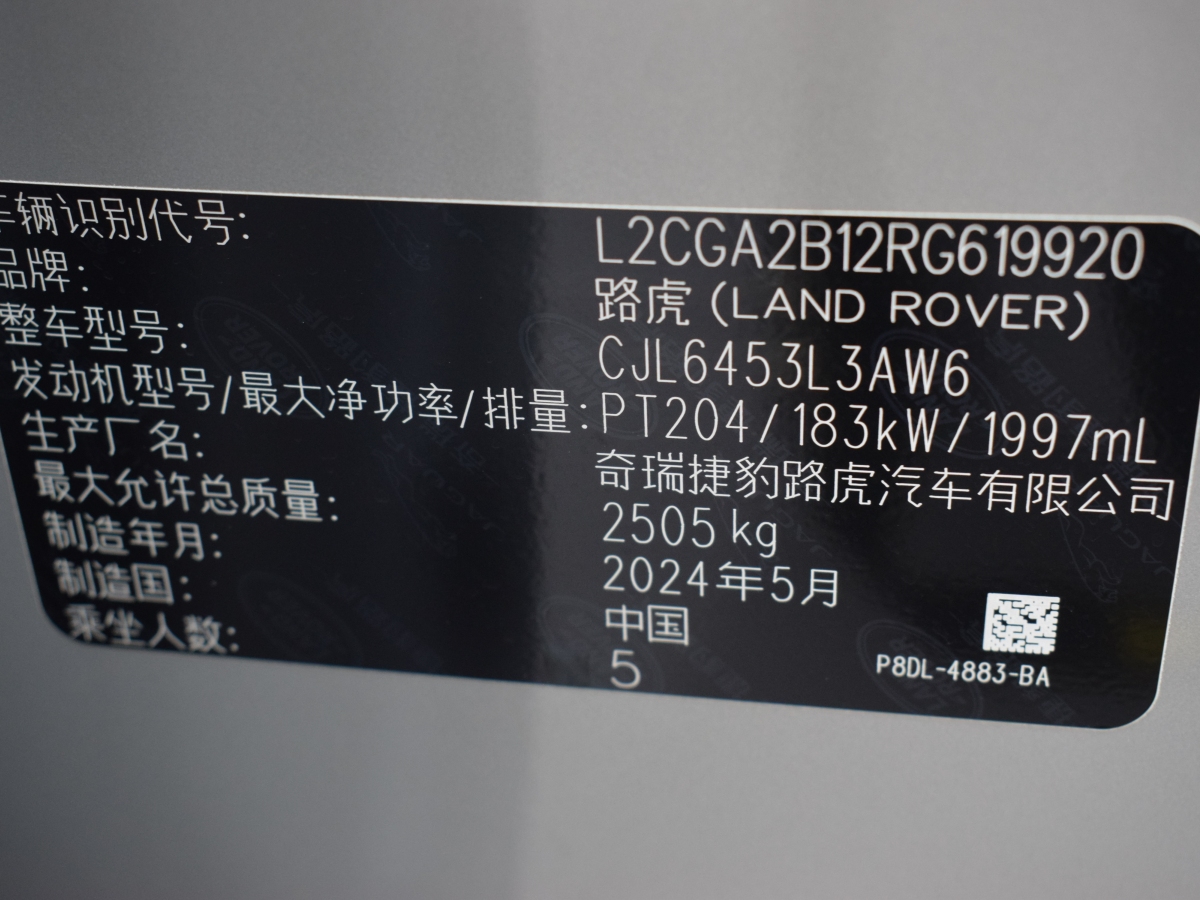 车辆识别代号: L2CGA2B12RG619920
品牌: 路虎 (LAND ROVER)
整车型号: CJL6453L3AW6
发动机型号/最大净功率/排量: PT204/183kW/1997mL
生产厂名: 奇瑞捷豹路虎汽车有限公司
最大允许总质量: 2505 kg
制造年月: 2024年5月
制造国: 中国
乘坐人数: 5
P8DL-4883-BA